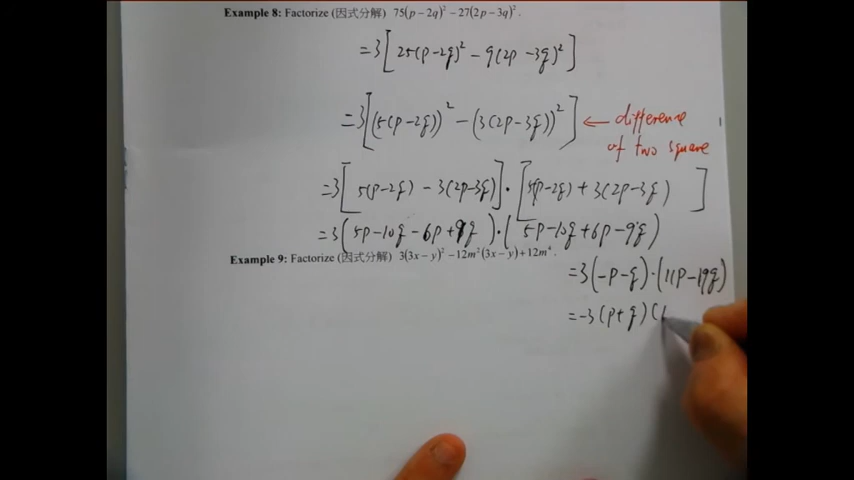 Example 8: Factorize (因式分解) 75(p−2q)² − 27(2p−3q)².
=3[25(p−2q)² − 9(2p−3q)²]
=3[(5(p−2q))² − (3(2p−3q))²] ← difference
of two square
=3[5(p−2q) − 3(2p−3q)]·[5(p−2q) + 3(2p−3q)]
=3(5p−10q−6p+9q)·(5p−10q+6p−9q)
Example 9: Factorize (因式分解) 3(3x−y)² −12m²(3x−y)+12m⁴.
=3(−p−q)·(11p−19q)
=−3(p+q)(1